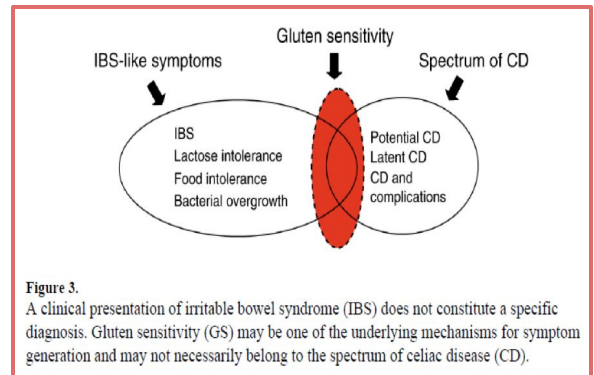 Gluten sensitivity
IBS-like symptoms
Spectrum of CD
IBS
Lactose intolerance
Food intolerance
Bacterial overgrowth
Potential CD
Latent CD
CD and
complications
Figure 3.
A clinical presentation of irritable bowel syndrome (IBS) does not constitute a specific
diagnosis. Gluten sensitivity (GS) may be one of the underlying mechanisms for symptom
generation and may not necessarily belong to the spectrum of celiac disease (CD).